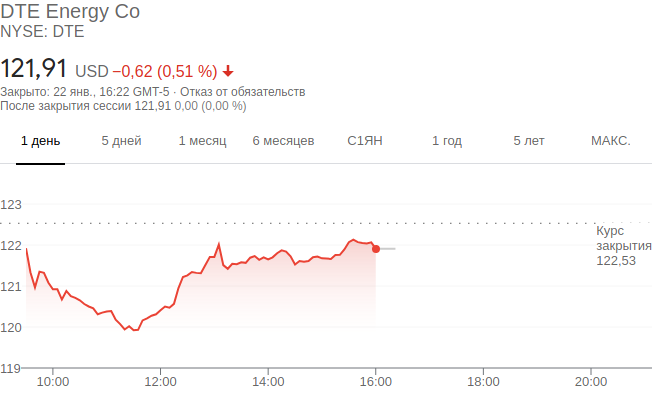 DTE Energy Co
NYSE: DTE
121,91 USD −0,62 (0,51 %)
Закрыто: 22 янв., 16:22 GMT-5 · Отказ от обязательств
После закрытия сессии 121,91 0,00 (0,00 %)
1 день 5 дней 1 месяц 6 месяцев С1ЯН 1 год 5 лет МАКС.
123
Курс
122 закрытия
122,53
121
120
119
10:00 12:00 14:00 16:00 18:00 20:00